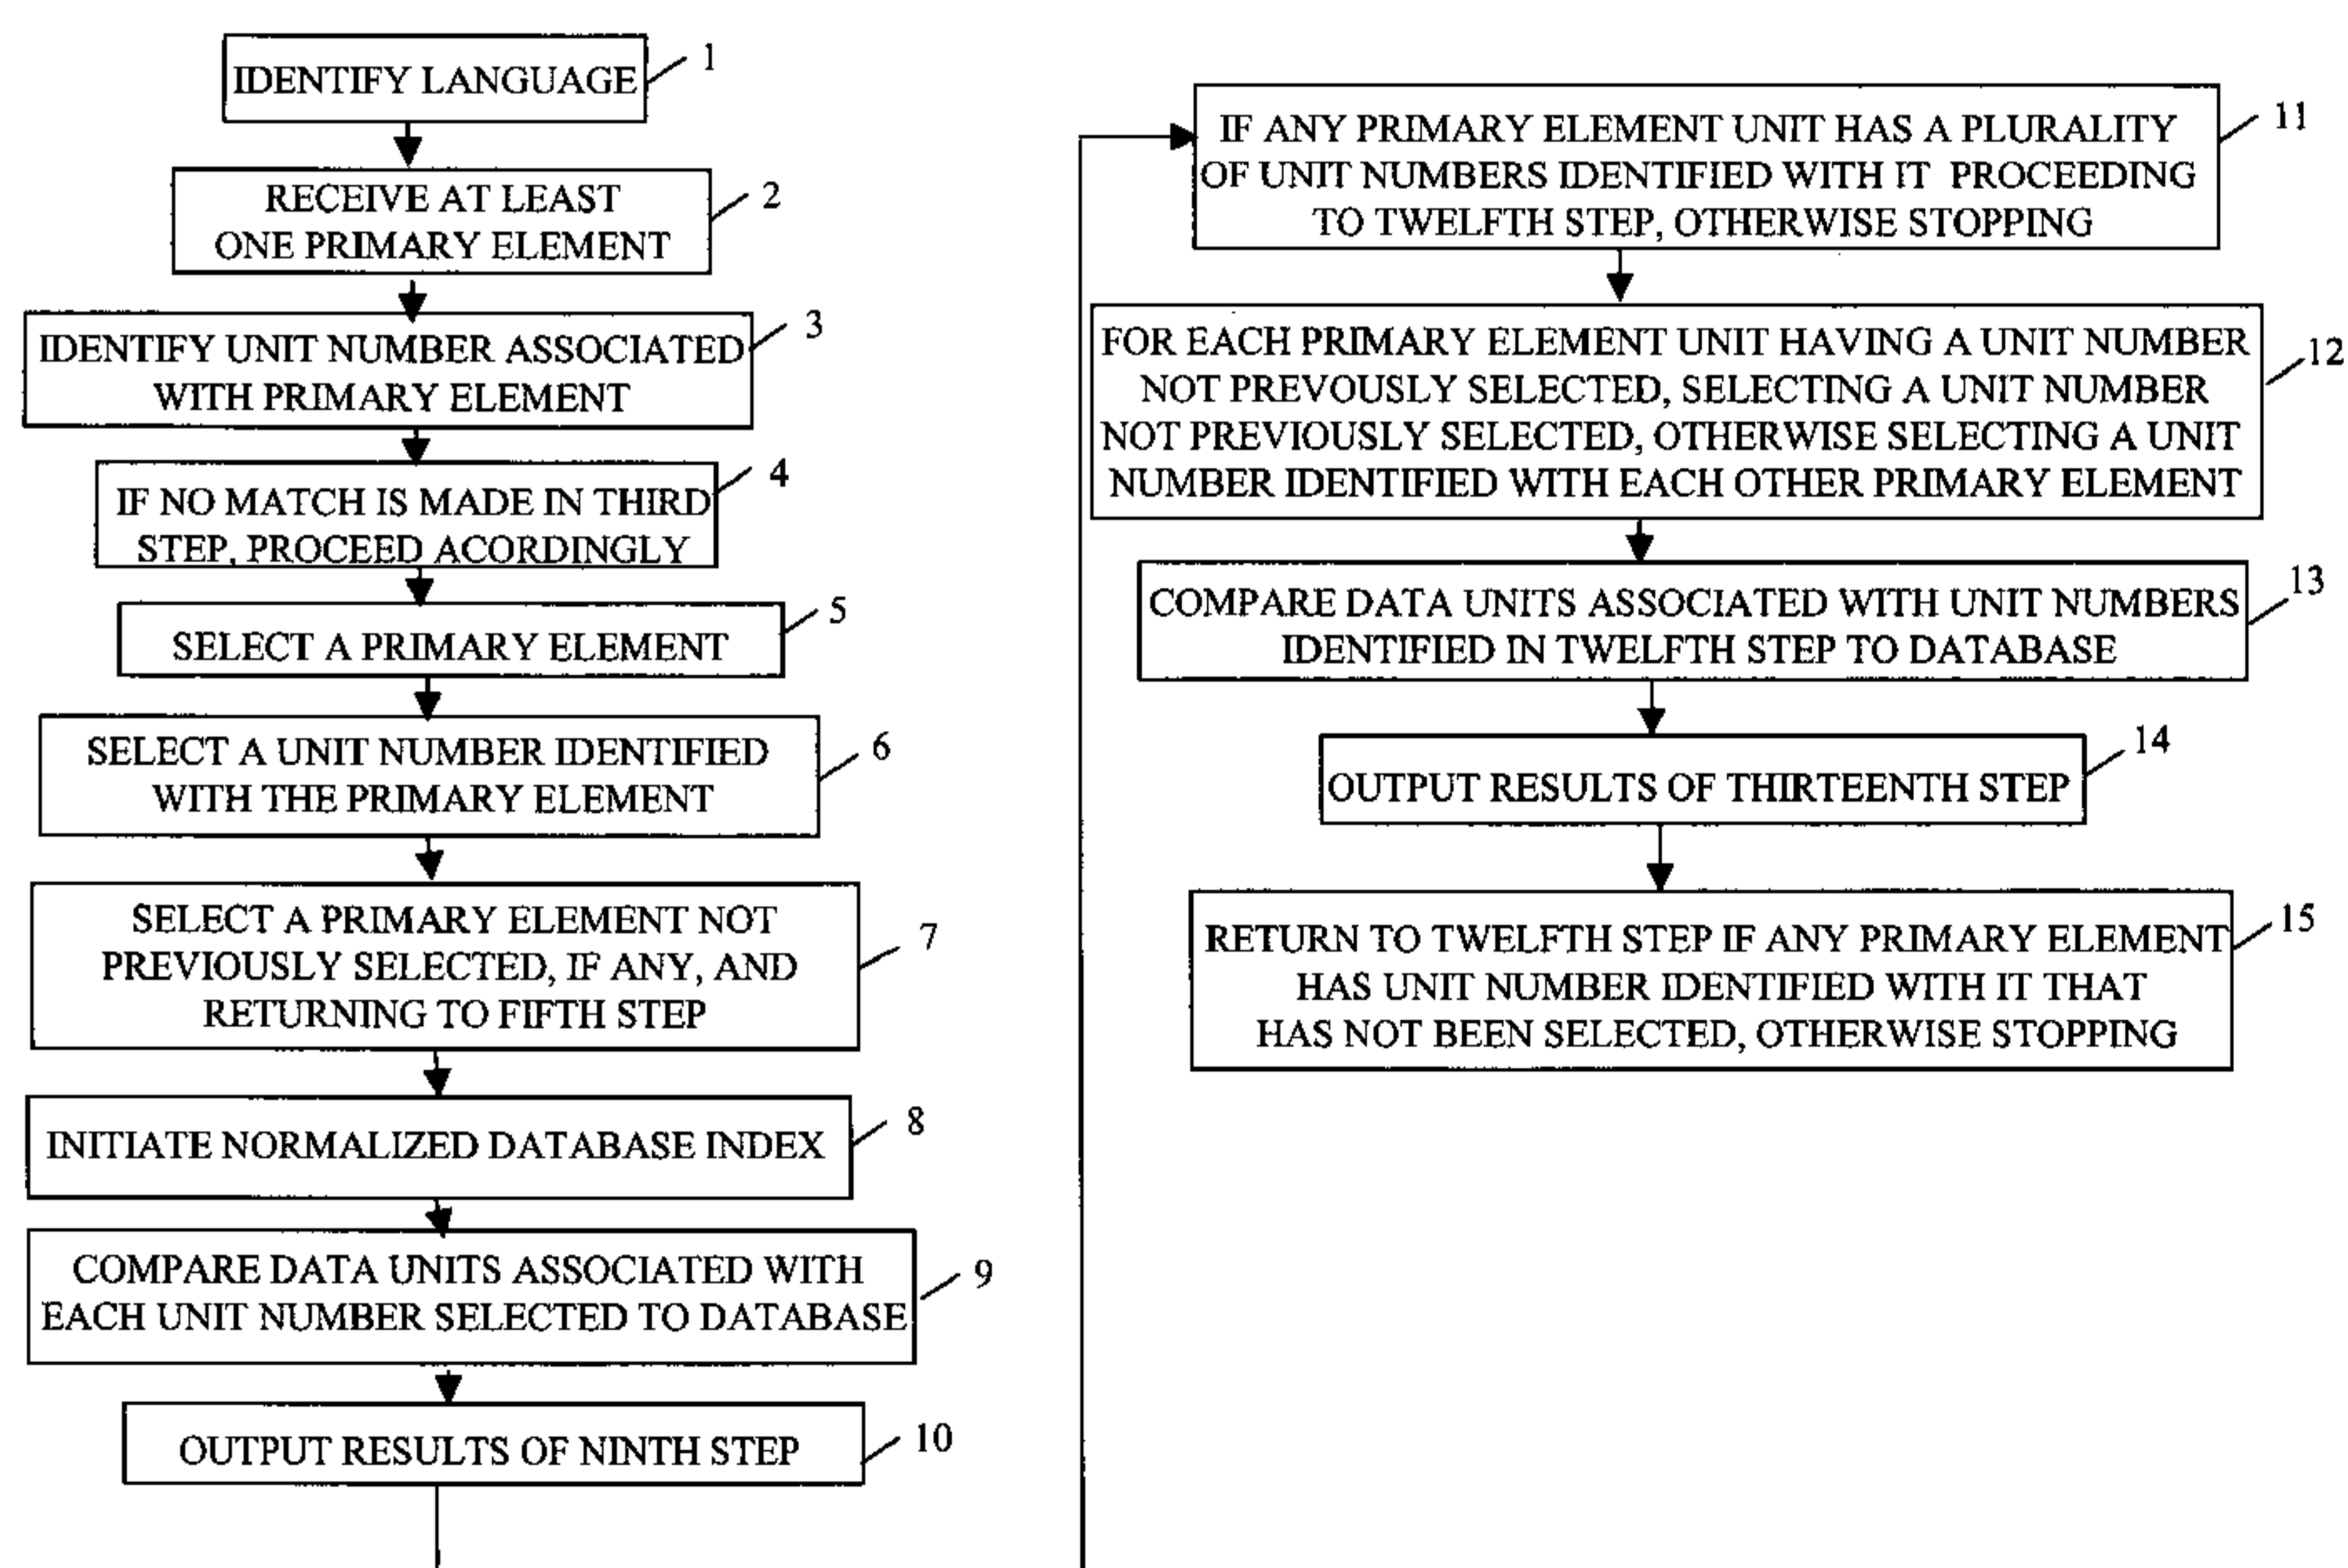 IDENTIFY LANGUAGE
1
RECEIVE AT LEAST
ONE PRIMARY ELEMENT
2
IDENTIFY UNIT NUMBER ASSOCIATED
WITH PRIMARY ELEMENT
3
IF NO MATCH IS MADE IN THIRD
STEP, PROCEED ACORDINGLY
4
SELECT A PRIMARY ELEMENT
5
SELECT A UNIT NUMBER IDENTIFIED
WITH THE PRIMARY ELEMENT
6
SELECT A PRIMARY ELEMENT NOT
PREVIOUSLY SELECTED, IF ANY, AND
RETURNING TO FIFTH STEP
7
INITIATE NORMALIZED DATABASE INDEX
8
COMPARE DATA UNITS ASSOCIATED WITH
EACH UNIT NUMBER SELECTED TO DATABASE
9
OUTPUT RESULTS OF NINTH STEP
10
IF ANY PRIMARY ELEMENT UNIT HAS A PLURALITY
OF UNIT NUMBERS IDENTIFIED WITH IT PROCEEDING
TO TWELFTH STEP, OTHERWISE STOPPING
11
FOR EACH PRIMARY ELEMENT UNIT HAVING A UNIT NUMBER
NOT PREVOUSLY SELECTED, SELECTING A UNIT NUMBER
NOT PREVIOUSLY SELECTED, OTHERWISE SELECTING A UNIT
NUMBER IDENTIFIED WITH EACH OTHER PRIMARY ELEMENT
12
COMPARE DATA UNITS ASSOCIATED WITH UNIT NUMBERS
IDENTIFIED IN TWELFTH STEP TO DATABASE
13
OUTPUT RESULTS OF THIRTEENTH STEP
14
RETURN TO TWELFTH STEP IF ANY PRIMARY ELEMENT
HAS UNIT NUMBER IDENTIFIED WITH IT THAT
HAS NOT BEEN SELECTED, OTHERWISE STOPPING
15